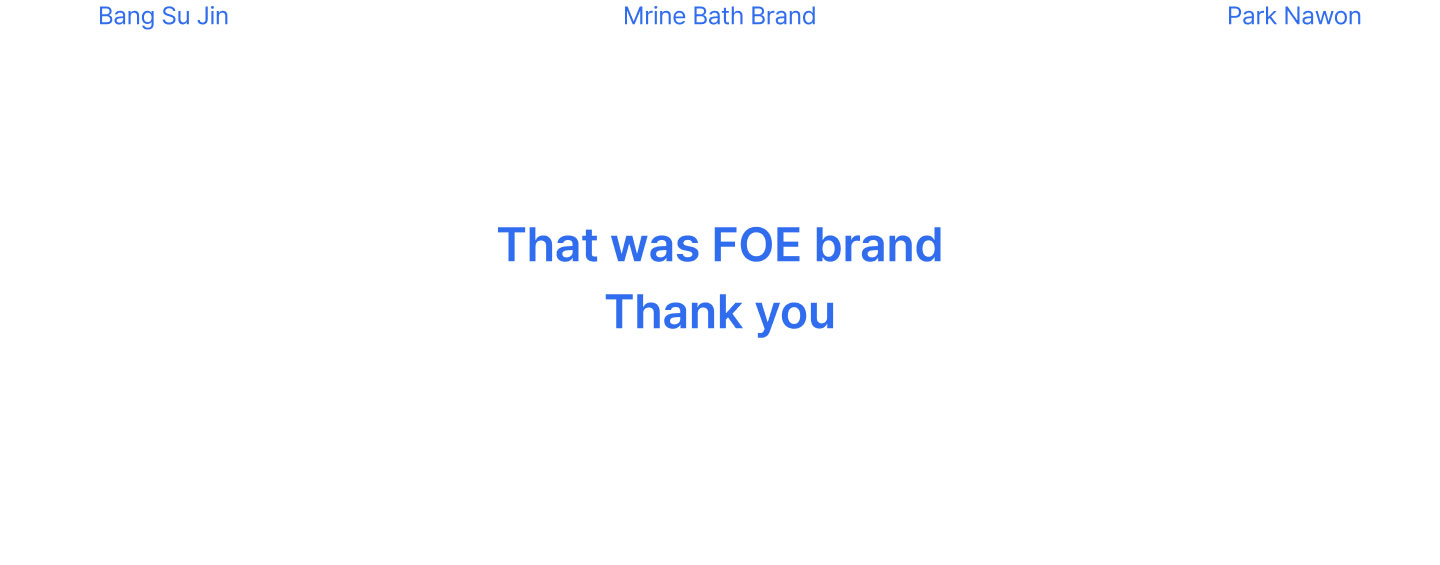 Bang Su Jin
Mrine Bath Brand
Park Nawon
That was FOE brand
Thank you